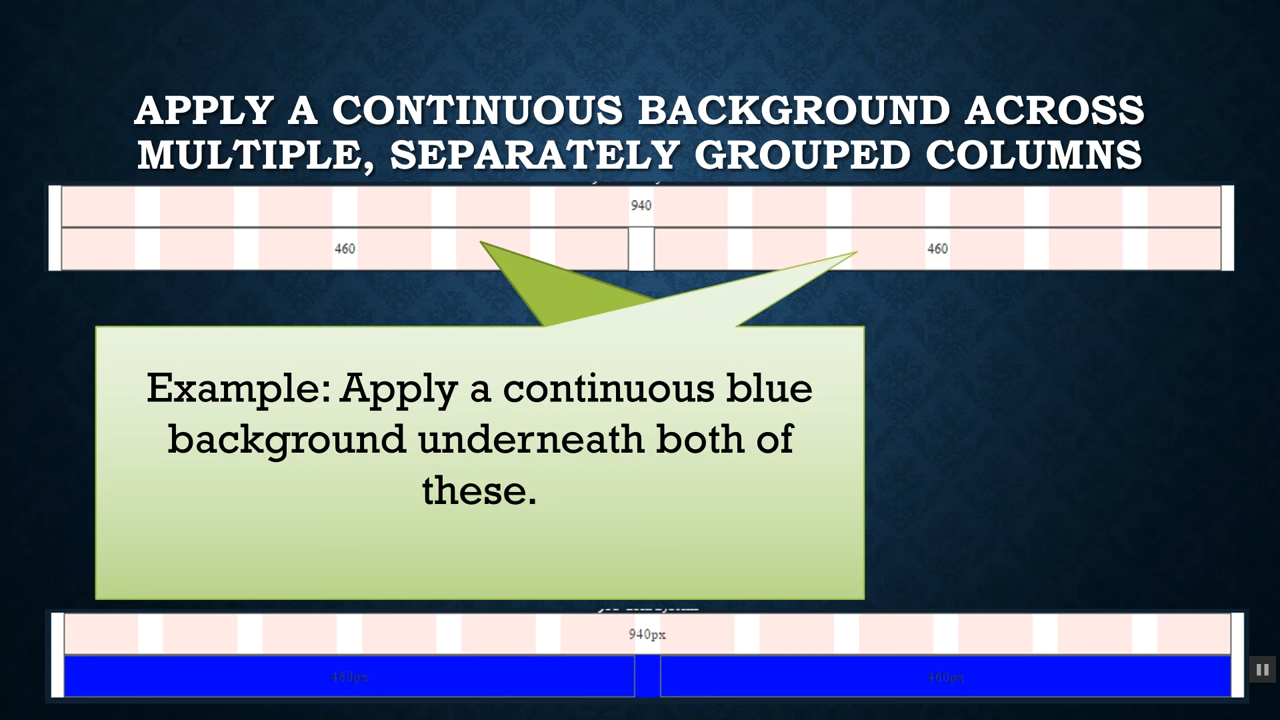 APPLY A CONTINUOUS BACKGROUND ACROSS
MULTIPLE, SEPARATELY GROUPED COLUMNS
940
460 460
Example: Apply a continuous blue
background underneath both of
these.
940px
460px 460px